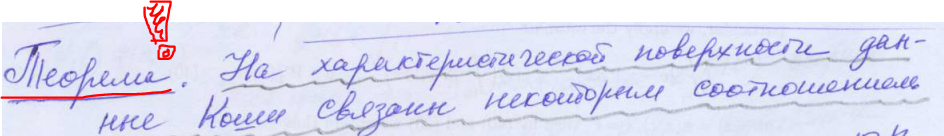 Теорема. На характеристической поверхности дан-
ные Коши связаны некоторым соотношением